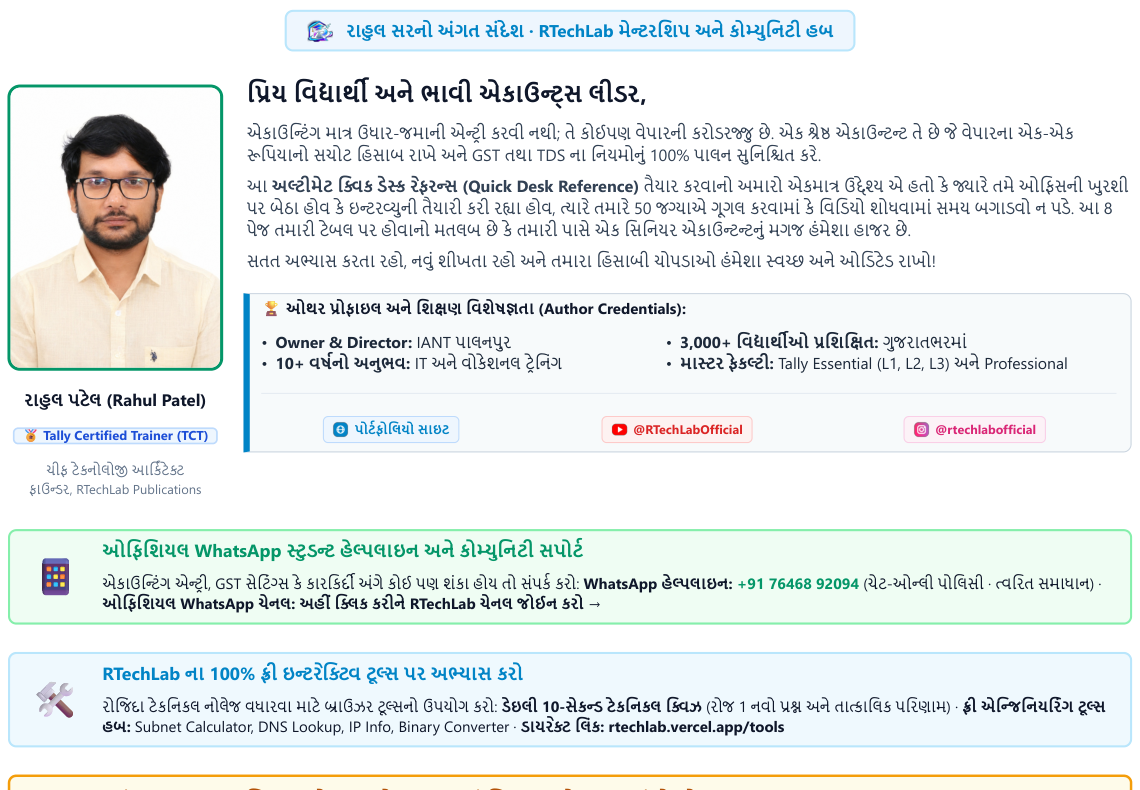 રાહુલ સરનો અંગત સંદેશ · RTechLab મેન્ટરશિપ અને કોમ્યુનિટી હબ
પ્રિય વિદ્યાર્થી અને ભાવી એકાઉન્ટ્સ લીડર,
એકાઉન્ટિંગ માત્ર ઉધાર-જમાની એન્ટ્રી કરવી નથી; તે કોઈપણ વેપારની કરોડરજ્જુ છે. એક શ્રેષ્ઠ એકાઉન્ટન્ટ તે છે જે વેપારના એક-એક
રૂપિયાનો સચોટ હિસાબ રાખે અને GST તથા TDS ના નિયમોનું 100% પાલન સુનિશ્ચિત કરે.
આ અલ્ટીમેટ ક્વિક ડેસ્ક રેફરન્સ (Quick Desk Reference) તૈયાર કરવાનો અમારો એકમાત્ર ઉદ્દેશ્ય એ હતો કે જ્યારે તમે ઓફિસની ખુરશી
પર બેઠા હોવ કે ઇન્ટરવ્યુની તૈયારી કરી રહ્યા હોવ, ત્યારે તમારે 50 જગ્યાએ ગૂગલ કરવામાં કે વિડિયો શોધવામાં સમય બગાડવો ન પડે. આ 8
પેજ તમારી ટેબલ પર હોવાનો મતલબ છે કે તમારી પાસે એક સિનિયર એકાઉન્ટન્ટનું મગજ હંમેશા હાજર છે.
સતત અભ્યાસ કરતા રહો, નવું શીખતા રહો અને તમારા હિસાબી ચોપડાઓ હંમેશા સ્વચ્છ અને ઓડિટેડ રાખો!
ઓથર પ્રોફાઇલ અને શિક્ષણ વિશેષજ્ઞતા (Author Credentials):
• Owner & Director: IANT પાલનપુર
• 10+ વર્ષનો અનુભવ: IT અને વોકેશનલ ટ્રેનિંગ
• 3,000+ વિદ્યાર્થીઓ પ્રશિક્ષિત: ગુજરાતભરમાં
• માસ્ટર ફેકલ્ટી: Tally Essential (L1, L2, L3) અને Professional
પોર્ટફોલિયો સાઇટ
@RTechLabOfficial
@rtechlabofficial
રાહુલ પટેલ (Rahul Patel)
Tally Certified Trainer (TCT)
ચીફ ટેકનોલોજી આર્કિટેક્ટ
ફાઉન્ડર, RTechLab Publications
ઓફિશિયલ WhatsApp સ્ટુડન્ટ હેલ્પલાઇન અને કોમ્યુનિટી સપોર્ટ
એકાઉન્ટિંગ એન્ટ્રી, GST સેટિંગ્સ કે કારકિર્દી અંગે કોઈ પણ શંકા હોય તો સંપર્ક કરો: WhatsApp હેલ્પલાઇન: +91 76468 92094 (ચેટ-ઓન્લી પોલિસી · ત્વરિત સમાધાન) ·
ઓફિશિયલ WhatsApp ચેનલ: અહીં ક્લિક કરીને RTechLab ચેનલ જોઈન કરો →
RTechLab ના 100% ફ્રી ઇન્ટરેક્ટિવ ટૂલ્સ પર અભ્યાસ કરો
રોજિંદા ટેકનિકલ નોલેજ વધારવા માટે બ્રાઉઝર ટૂલ્સનો ઉપયોગ કરો: ડેઇલી 10-સેકન્ડ ટેકનિકલ ક્વિઝ (રોજ 1 નવો પ્રશ્ન અને તાત્કાલિક પરિણામ) · ફ્રી એન્જિનિયરિંગ ટૂલ્સ
હબ: Subnet Calculator, DNS Lookup, IP Info, Binary Converter · ડાયરેક્ટ લિંક: rtechlab.vercel.app/tools